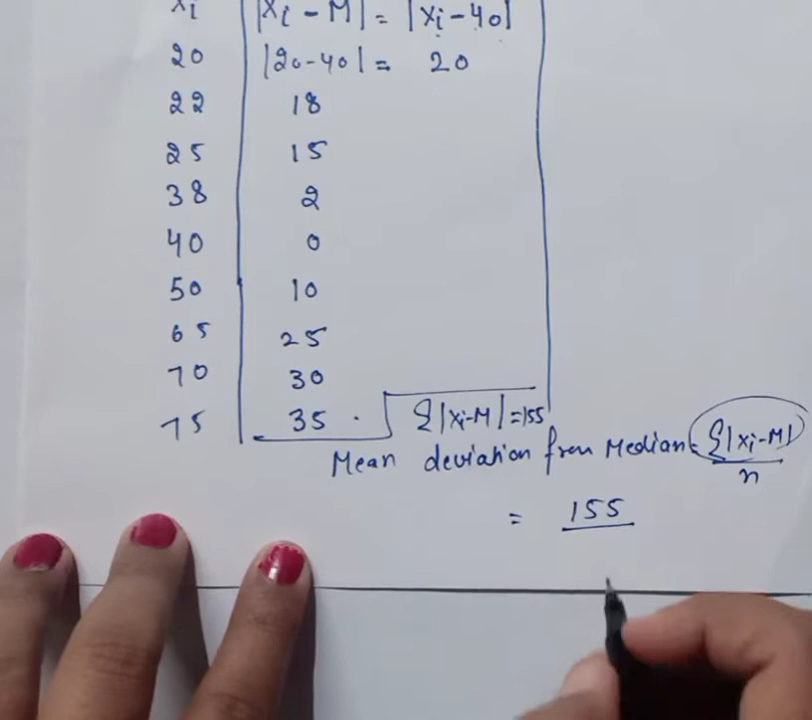 xi |xi - M| = |xi - 40|
20 |20-40| = 20
22 18
25 15
38 2
40 0
50 10
65 25
70 30
75 35 . Σ|xi-M| = 155
Mean deviation from Median = Σ|xi-M|
n
= 155